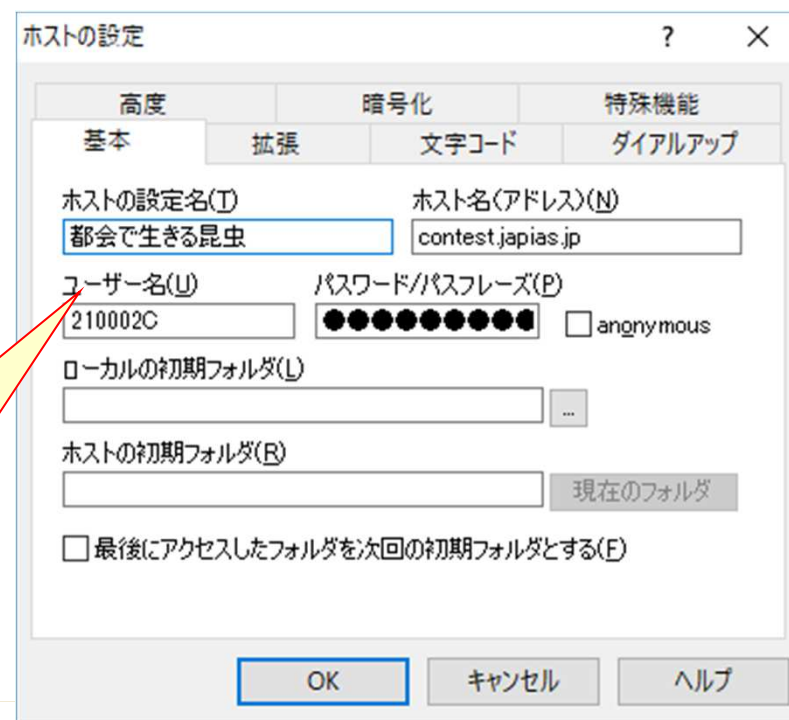 ホストの設定 ? ×
高度 暗号化 特殊機能
基本 拡張 文字コード ダイアルアップ
ホストの設定名(T) ホスト名(アドレス)(N)
都会で生きる昆虫 contest.japias.jp
ユーザー名(U) パスワード/パスフレーズ(P)
210002C ●●●●●●●●● anonymous
ローカルの初期フォルダ(L)
...
ホストの初期フォルダ(R)
現在のフォルダ
最後にアクセスしたフォルダを次回の初期フォルダとする(F)
OK キャンセル ヘルプ